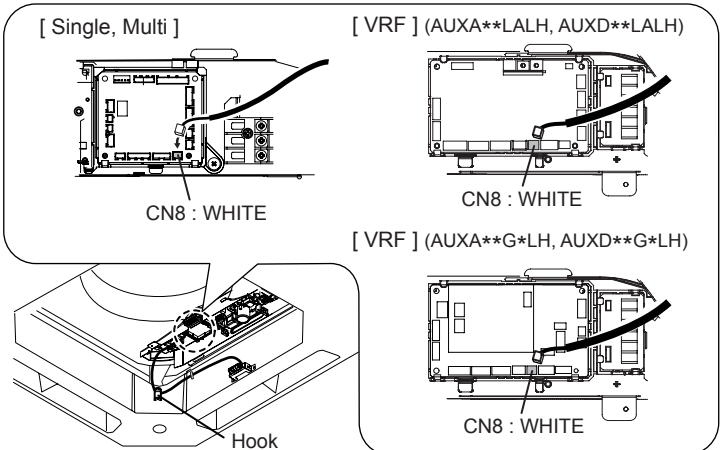 [ Single, Multi ]
CN8 : WHITE
[ VRF ] (AUXA**LALH, AUXD**LALH)
CN8 : WHITE
[ VRF ] (AUXA**G*LH, AUXD**G*LH)
CN8 : WHITE
Hook